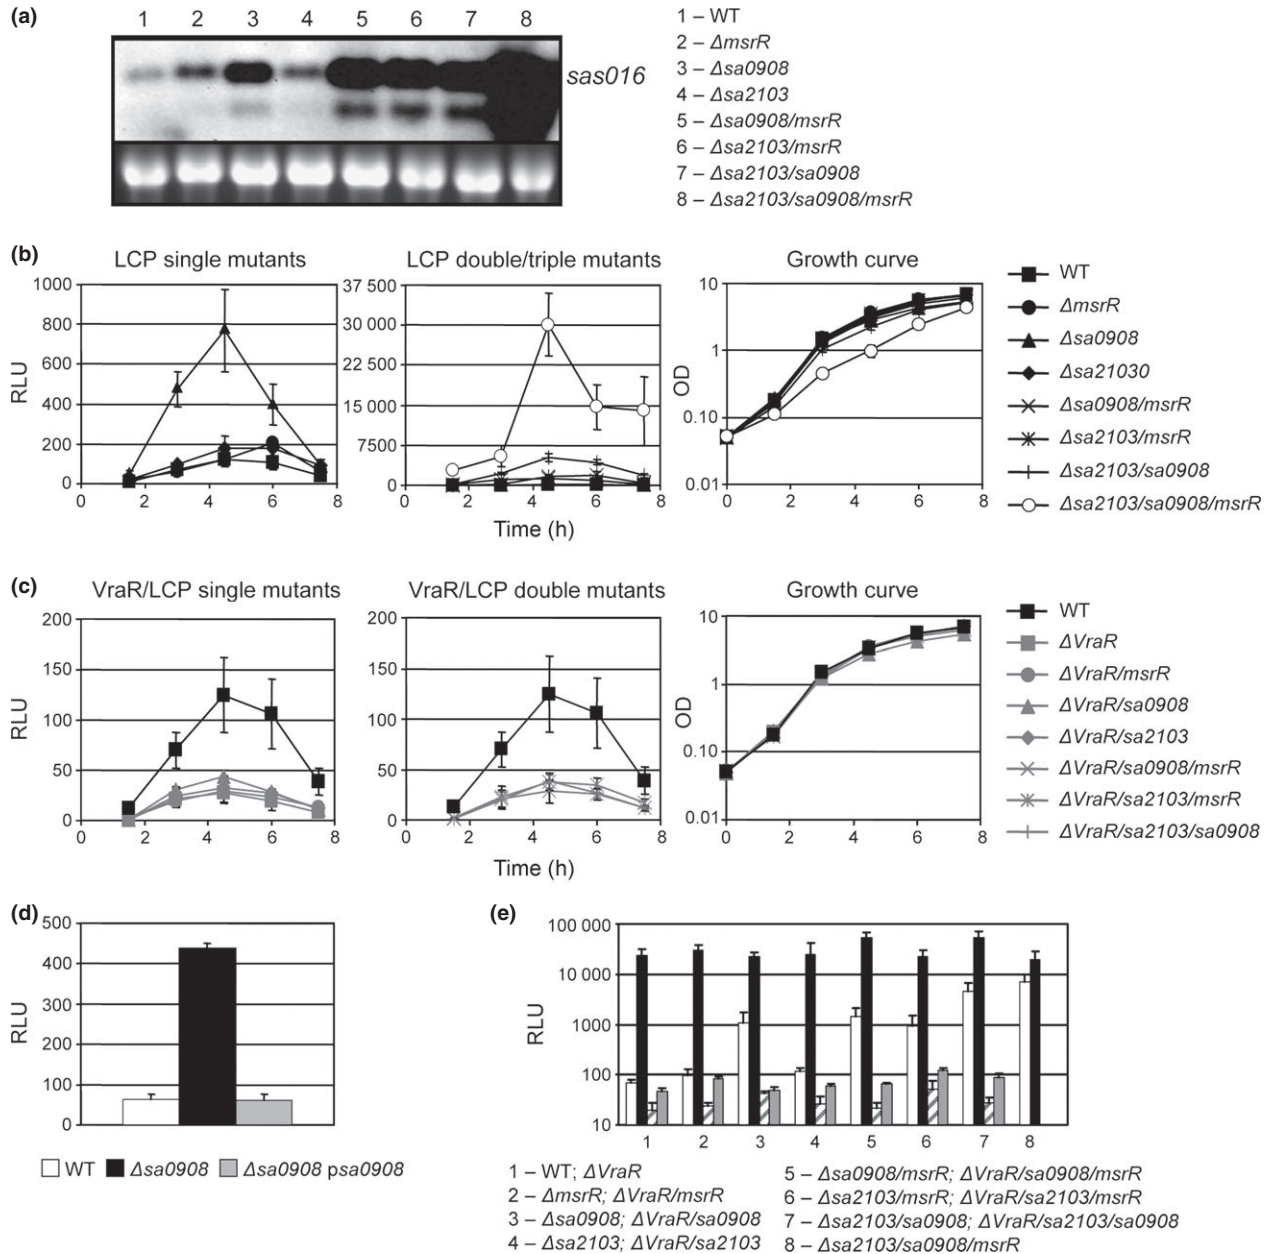 (a)
1 2 3 4 5 6 7 8
sas016
1 – WT
2 – ΔmsrR
3 – Δsa0908
4 – Δsa2103
5 – Δsa0908/msrR
6 – Δsa2103/msrR
7 – Δsa2103/sa0908
8 – Δsa2103/sa0908/msrR
(b)
LCP single mutants
RLU
1000
800
600
400
200
0
0 2 4 6 8
LCP double/triple mutants
37 500
30 000
22 500
15 000
7500
0
0 2 4 6 8
Time (h)
Growth curve
OD
10
1
0.10
0.01
0 2 4 6 8
WT
ΔmsrR
Δsa0908
Δsa21030
Δsa0908/msrR
Δsa2103/msrR
Δsa2103/sa0908
Δsa2103/sa0908/msrR
(c)
VraR/LCP single mutants
RLU
200
150
100
50
0
0 2 4 6 8
VraR/LCP double mutants
200
150
100
50
0
0 2 4 6 8
Time (h)
Growth curve
OD
10
1
0.10
0.01
0 2 4 6 8
WT
ΔVraR
ΔVraR/msrR
ΔVraR/sa0908
ΔVraR/sa2103
ΔVraR/sa0908/msrR
ΔVraR/sa2103/msrR
ΔVraR/sa2103/sa0908
(d)
RLU
500
400
300
200
100
0
WT Δsa0908 Δsa0908 psa0908
(e)
RLU
100 000
10 000
1000
100
10
1 2 3 4 5 6 7 8
1 – WT; ΔVraR
2 – ΔmsrR; ΔVraR/msrR
3 – Δsa0908; ΔVraR/sa0908
4 – Δsa2103; ΔVraR/sa2103
5 – Δsa0908/msrR; ΔVraR/sa0908/msrR
6 – Δsa2103/msrR; ΔVraR/sa2103/msrR
7 – Δsa2103/sa0908; ΔVraR/sa2103/sa0908
8 – Δsa2103/sa0908/msrR